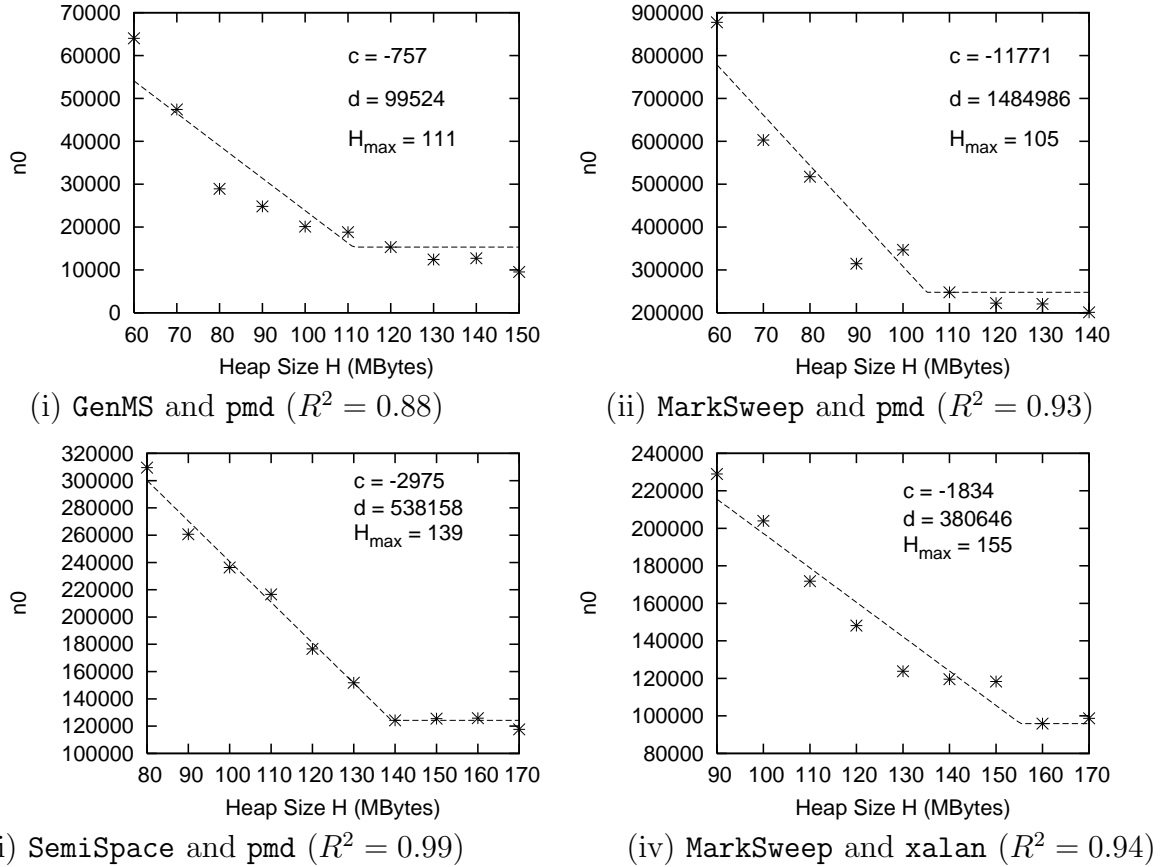 70000
60000
50000
40000
30000
20000
10000
0
n0
c = -757
d = 99524
H_max = 111
60 70 80 90 100 110 120 130 140 150
Heap Size H (MBytes)
(i) GenMS and pmd (R² = 0.88)
900000
800000
700000
600000
500000
400000
300000
200000
n0
c = -11771
d = 1484986
H_max = 105
60 70 80 90 100 110 120 130 140
Heap Size H (MBytes)
(ii) MarkSweep and pmd (R² = 0.93)
320000
300000
280000
260000
240000
220000
200000
180000
160000
140000
120000
100000
n0
c = -2975
d = 538158
H_max = 139
80 90 100 110 120 130 140 150 160 170
Heap Size H (MBytes)
i) SemiSpace and pmd (R² = 0.99)
240000
220000
200000
180000
160000
140000
120000
100000
80000
n0
c = -1834
d = 380646
H_max = 155
90 100 110 120 130 140 150 160 170
Heap Size H (MBytes)
(iv) MarkSweep and xalan (R² = 0.94)